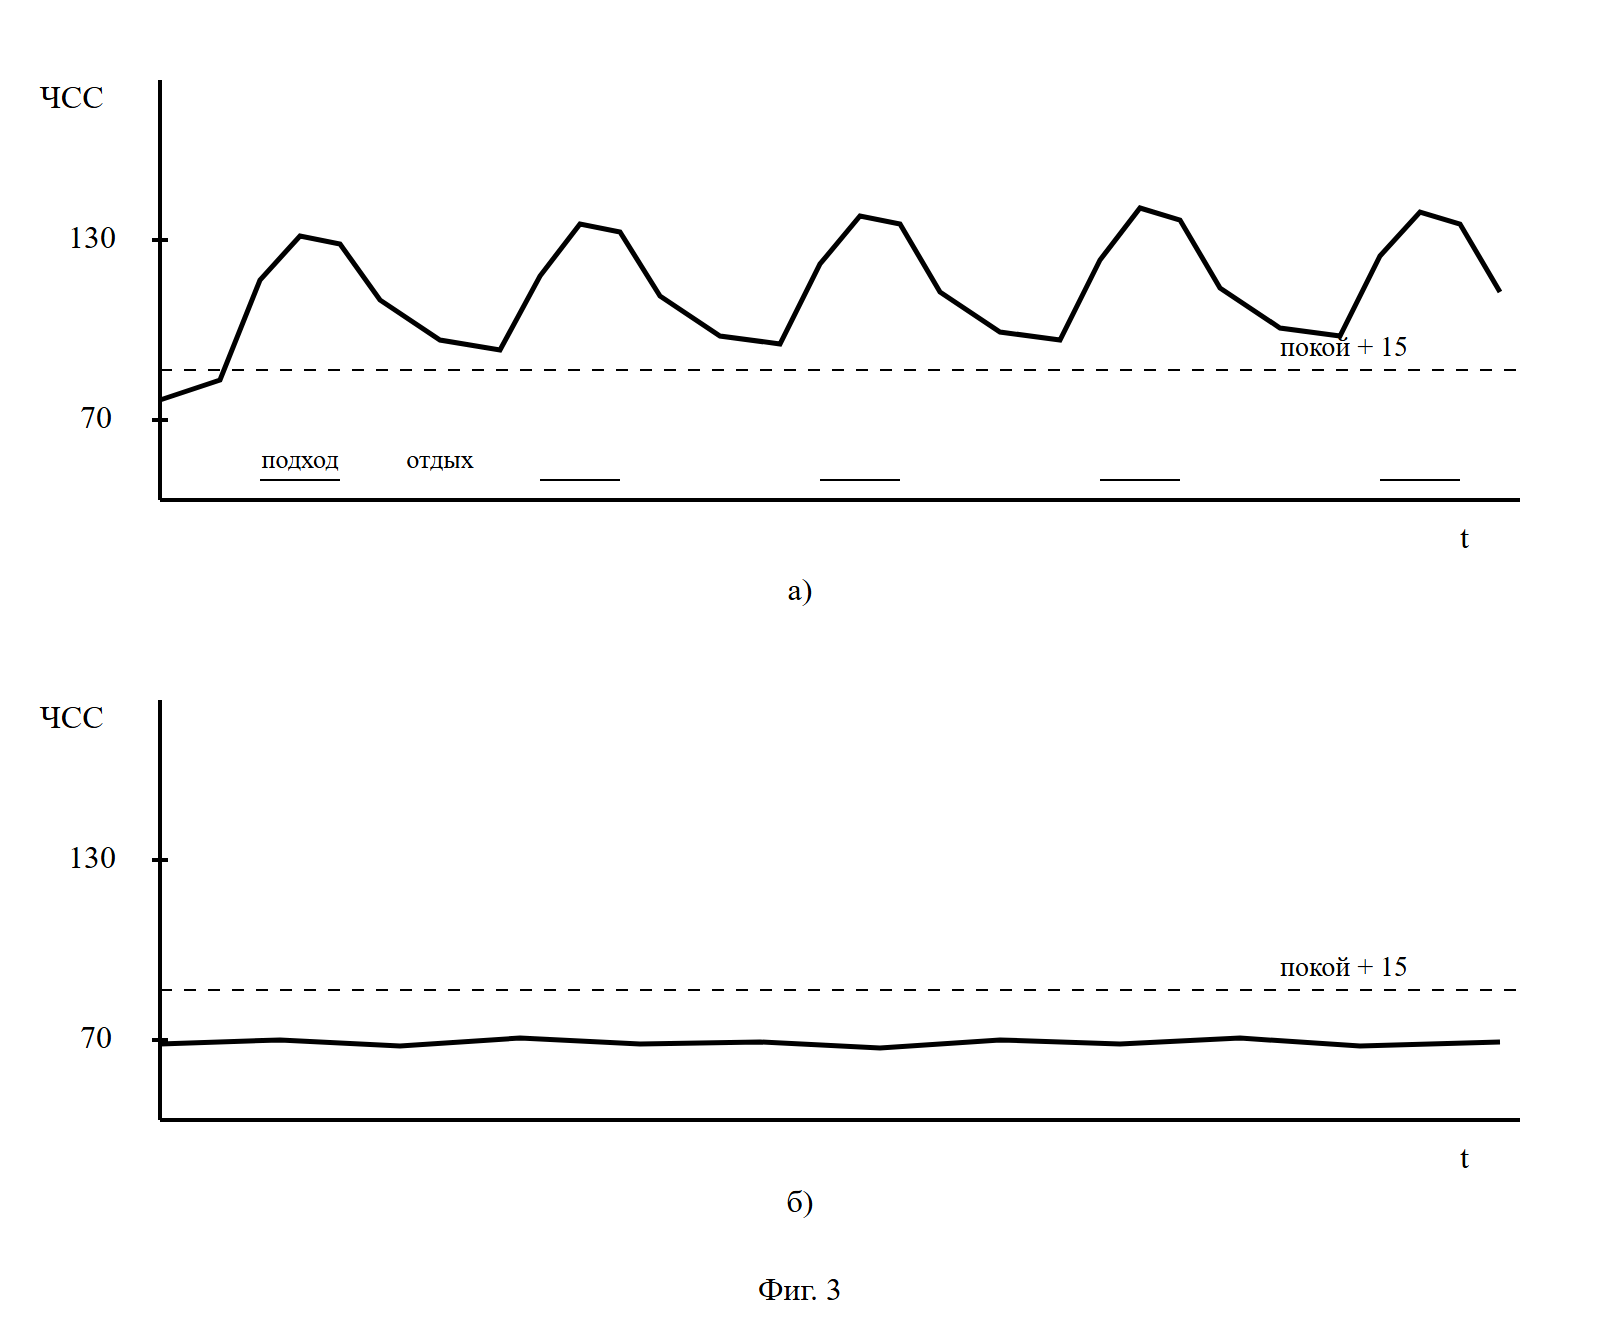 ЧСС
130
покой + 15
70
подход отдых
t
а)
ЧСС
130
покой + 15
70
t
б)
Фиг. 3